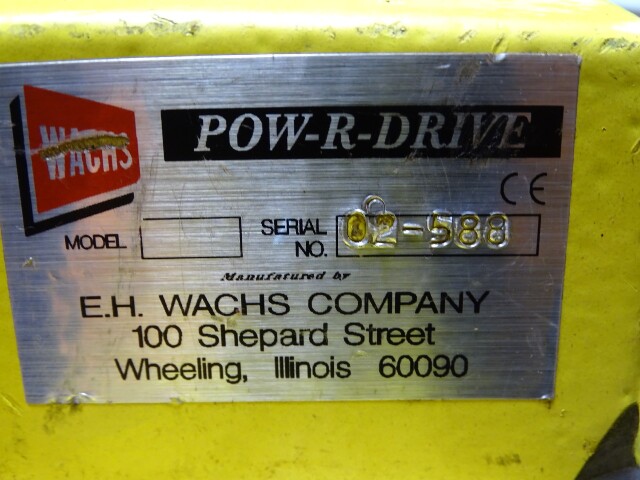 WACHS
POW-R-DRIVE
CE
MODEL
SERIAL NO. 02-588
Manufatured by
E.H. WACHS COMPANY
100 Shepard Street
Wheeling, Illinois 60090